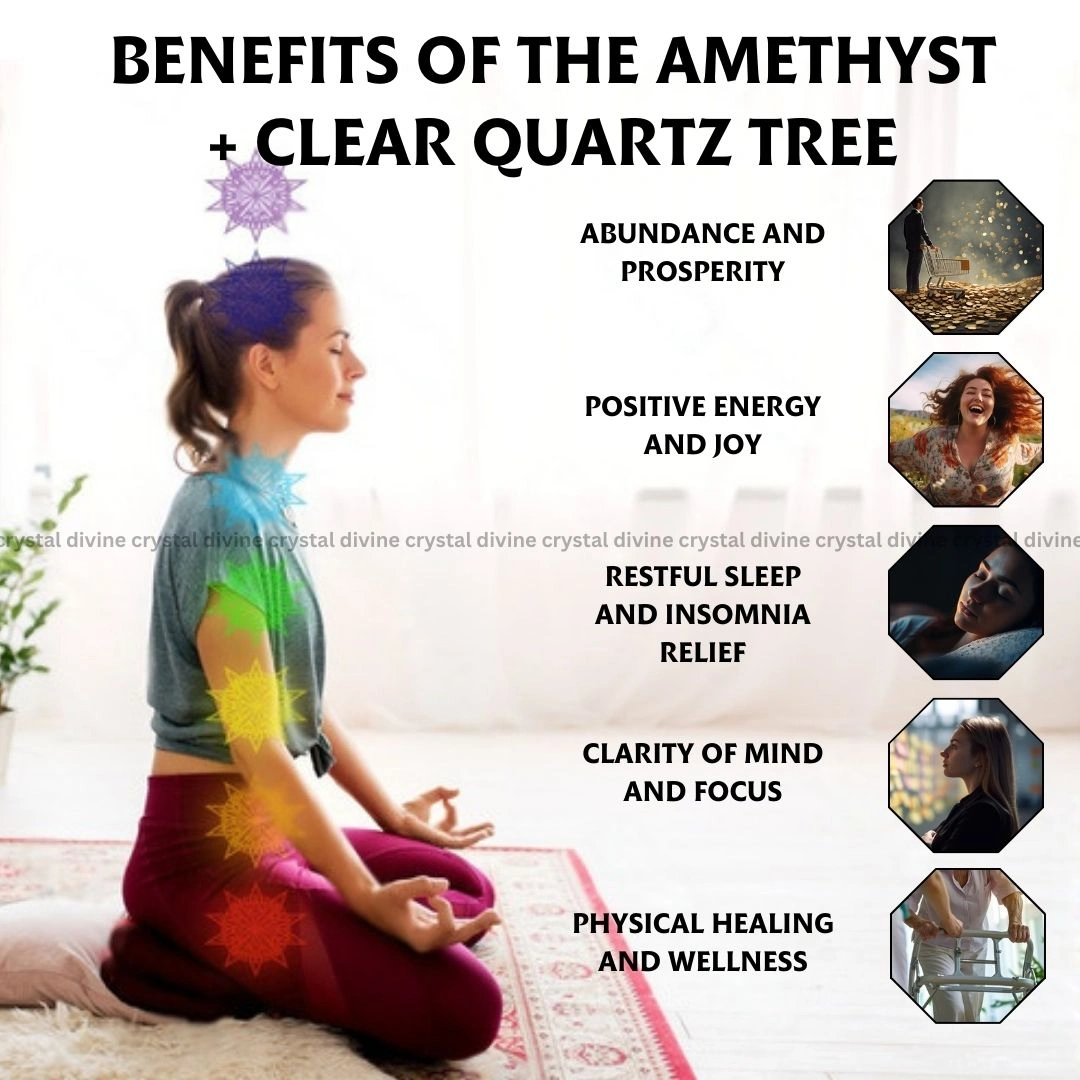 BENEFITS OF THE AMETHYST
+ CLEAR QUARTZ TREE
ABUNDANCE AND
PROSPERITY
POSITIVE ENERGY
AND JOY
crystal divine crystal divine crystal divine crystal divine crystal divine crystal divine crystal divine crystal divine
RESTFUL SLEEP
AND INSOMNIA
RELIEF
CLARITY OF MIND
AND FOCUS
PHYSICAL HEALING
AND WELLNESS